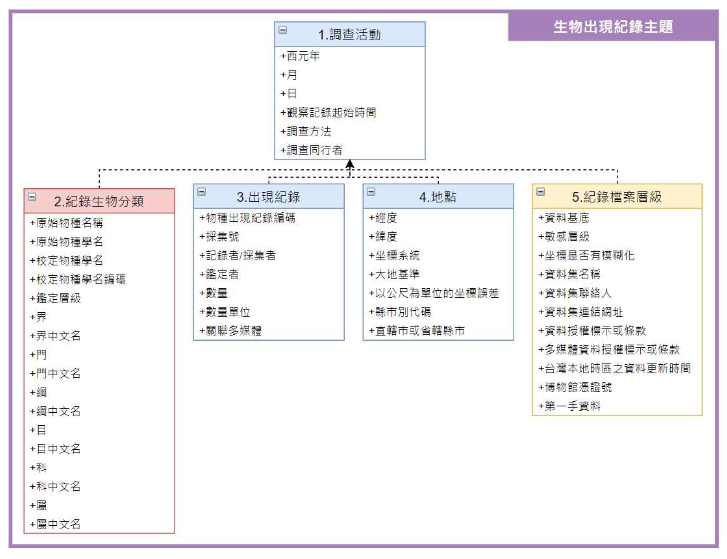 生物出現紀錄主題
1.調查活動
+西元年
+月
+日
+觀察記錄起始時間
+調查方法
+調查同行者
2.紀錄生物分類
+原始物種名稱
+原始物種學名
+校定物種學名
+校定物種學名編碼
+鑑定層級
+界
+界中文名
+門
+門中文名
+綱
+綱中文名
+目
+目中文名
+科
+科中文名
+屬
+屬中文名
3.出現紀錄
+物種出現紀錄編碼
+採集號
+記錄者/採集者
+鑑定者
+數量
+數量單位
+關聯多媒體
4.地點
+經度
+緯度
+坐標系統
+大地基準
+以公尺為單位的坐標誤差
+縣市別代碼
+直轄市或省轄縣市
5.紀錄檔案層級
+資料基底
+敏感層級
+坐標是否有模糊化
+資料集名稱
+資料集聯絡人
+資料集連結網址
+資料授權標示或條款
+多媒體資料授權標示或條款
+台灣本地時區之資料更新時間
+博物館憑證號
+第一手資料